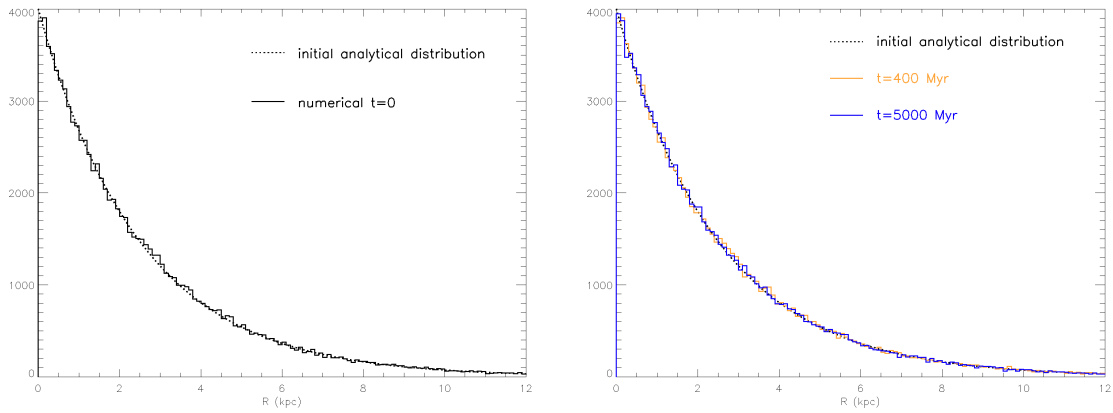 4000
3000
2000
1000
0
initial analytical distribution
numerical t=0
0 2 4 6 8 10 12
R (kpc)
4000
3000
2000
1000
0
initial analytical distribution
t=400 Myr
t=5000 Myr
0 2 4 6 8 10 12
R (kpc)